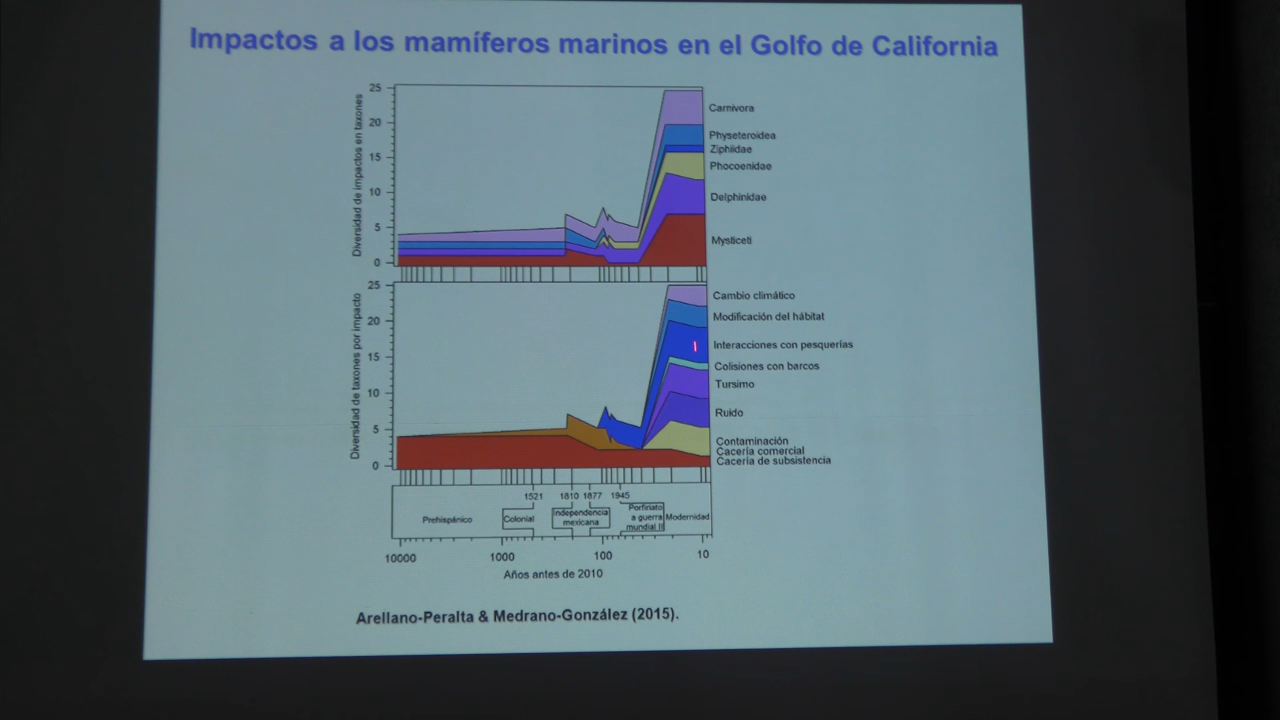 Impactos a los mamíferos marinos en el Golfo de California
Diversidad de impactos en taxones
25
20
15
10
5
0
Carnivora
Physeteroidea
Ziphiidae
Phocoenidae
Delphinidae
Mysticeti
Diversidad de taxones por impacto
25
20
15
10
5
0
Cambio climático
Modificación del hábitat
Interacciones con pesquerías
Colisiones con barcos
Tursimo
Ruido
Contaminación
Cacería comercial
Cacería de subsistencia
1521 1810 1877 1945
Prehispánico
Colonial
Independencia
mexicana
Porfiriato
a guerra
mundial II
Modernidad
10000 1000 100 10
Años antes de 2010
Arellano-Peralta & Medrano-González (2015).